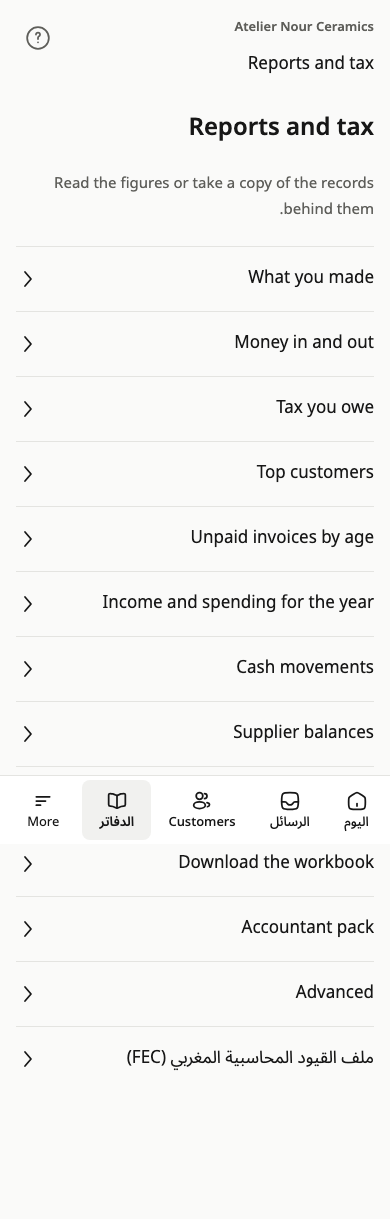 Atelier Nour Ceramics
Reports and tax
Reports and tax
Read the figures or take a copy of the records
behind them.
What you made
Money in and out
Tax you owe
Top customers
Unpaid invoices by age
Income and spending for the year
Cash movements
Supplier balances
اليوم
الرسائل
Customers
الدفاتر
More
Download the workbook
Accountant pack
Advanced
ملف القيود المحاسبية المغربي (FEC)